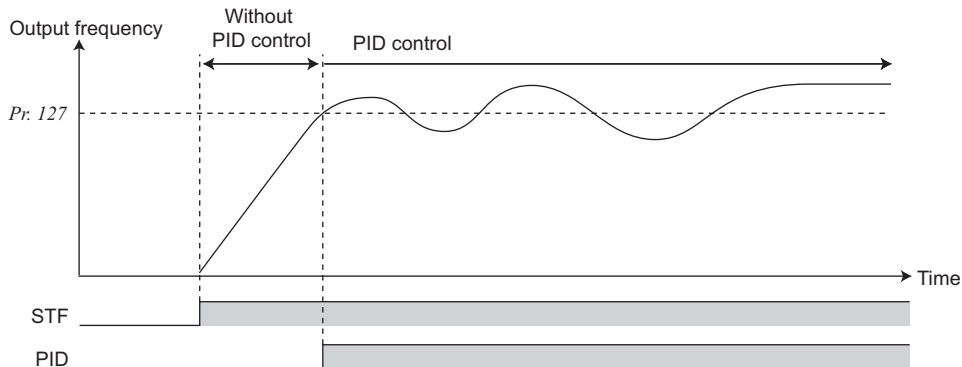 Output frequency
Without
PID control
PID control
Pr. 127
Time
STF
PID